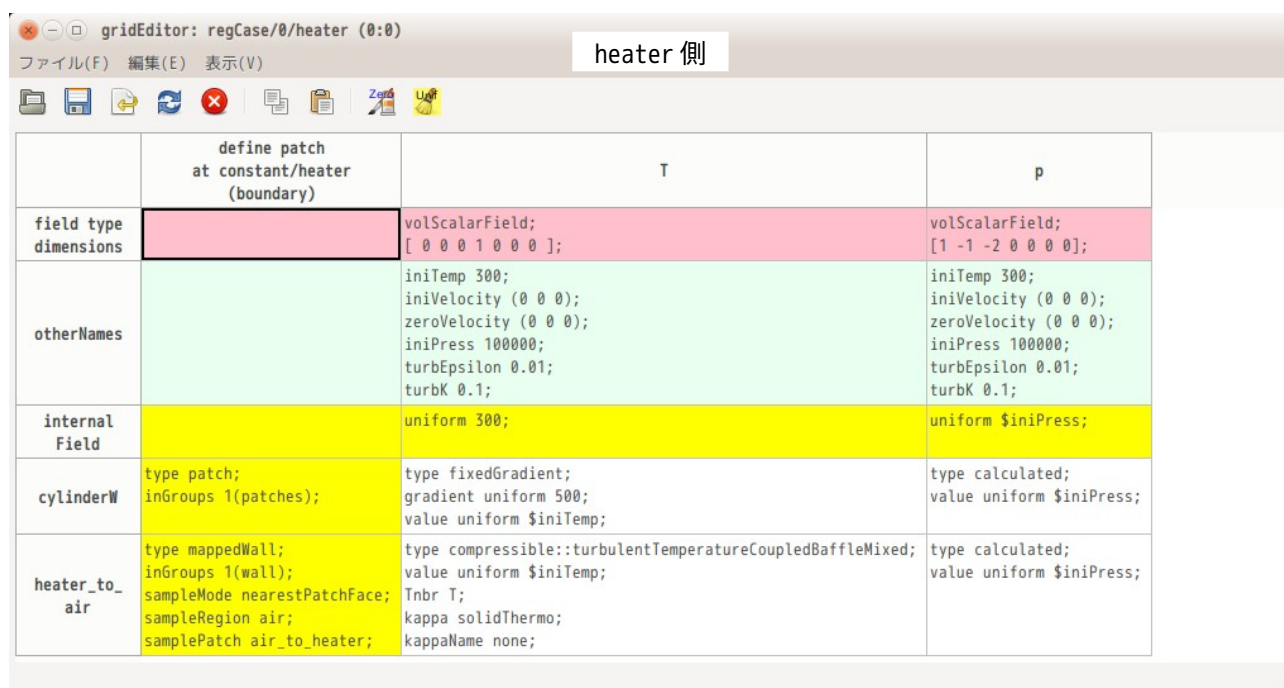 gridEditor: regCase/0/heater (0:0)
heater 側
ファイル(F) 編集(E) 表示(V)
Zero
Unif
define patch
at constant/heater
(boundary)
T
p
field type
dimensions
volScalarField;
[ 0 0 0 1 0 0 0 ];
volScalarField;
[1 -1 -2 0 0 0 0];
otherNames
iniTemp 300;
iniVelocity (0 0 0);
zeroVelocity (0 0 0);
iniPress 100000;
turbEpsilon 0.01;
turbK 0.1;
iniTemp 300;
iniVelocity (0 0 0);
zeroVelocity (0 0 0);
iniPress 100000;
turbEpsilon 0.01;
turbK 0.1;
internal
Field
uniform 300;
uniform $iniPress;
cylinderW
type patch;
inGroups 1(patches);
type fixedGradient;
gradient uniform 500;
value uniform $iniTemp;
type calculated;
value uniform $iniPress;
heater_to_
air
type mappedWall;
inGroups 1(wall);
sampleMode nearestPatchFace;
sampleRegion air;
samplePatch air_to_heater;
type compressible::turbulentTemperatureCoupledBaffleMixed;
value uniform $iniTemp;
Tnbr T;
kappa solidThermo;
kappaName none;
type calculated;
value uniform $iniPress;